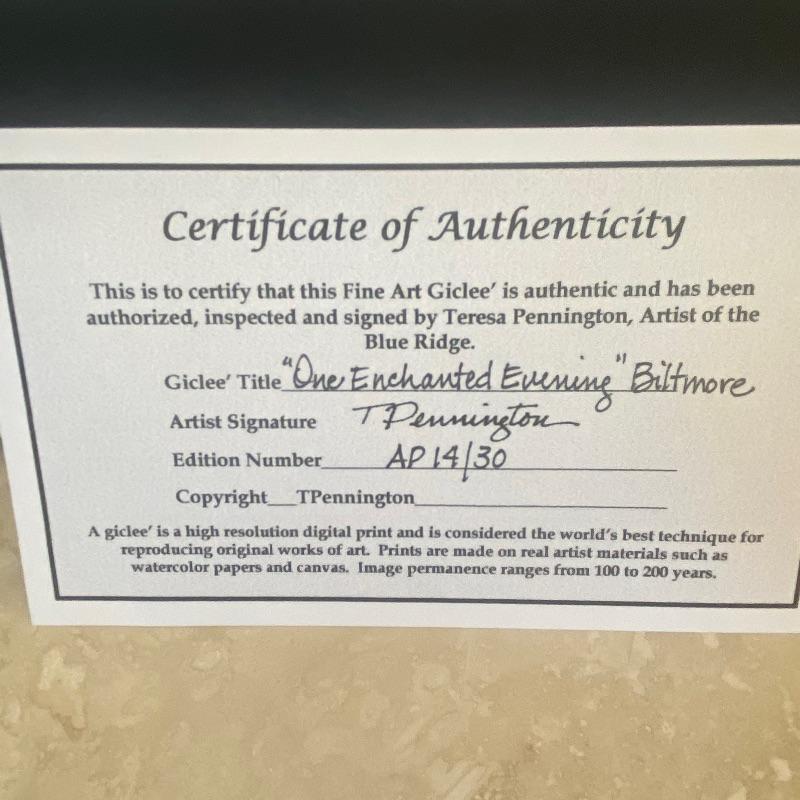 Certificate of Authenticity
This is to certify that this Fine Art Giclee' is authentic and has been
authorized, inspected and signed by Teresa Pennington, Artist of the
Blue Ridge.
Giclee' Title "One Enchanted Evening" Biltmore
Artist Signature T Pennington
Edition Number AP 14/30
Copyright TPennington
A giclee' is a high resolution digital print and is considered the world's best technique for
reproducing original works of art. Prints are made on real artist materials such as
watercolor papers and canvas. Image permanence ranges from 100 to 200 years.